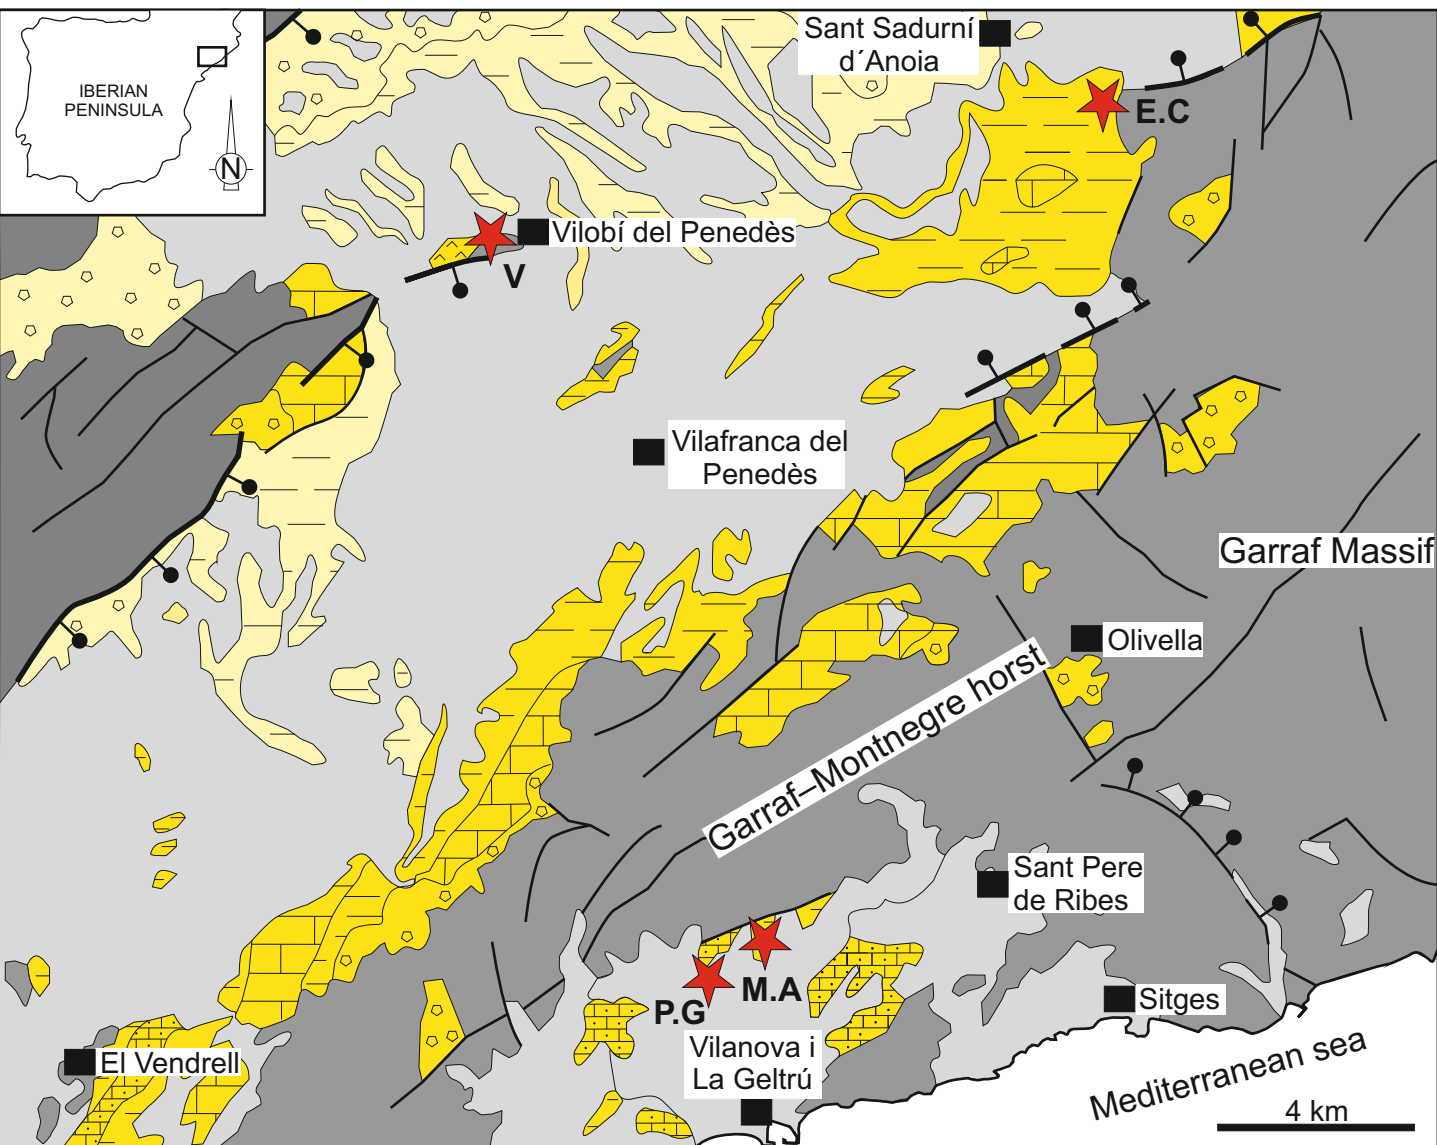 Sant Sadurní
d´Anoia
IBERIAN
PENINSULA
N
E.C
Vilobí del Penedès
V
Vilafranca del
Penedès
Garraf Massif
Olivella
Garraf–Montnegre horst
Sant Pere
de Ribes
M.A
P.G
Sitges
Vilanova i
La Geltrú
El Vendrell
Mediterranean sea
4 km